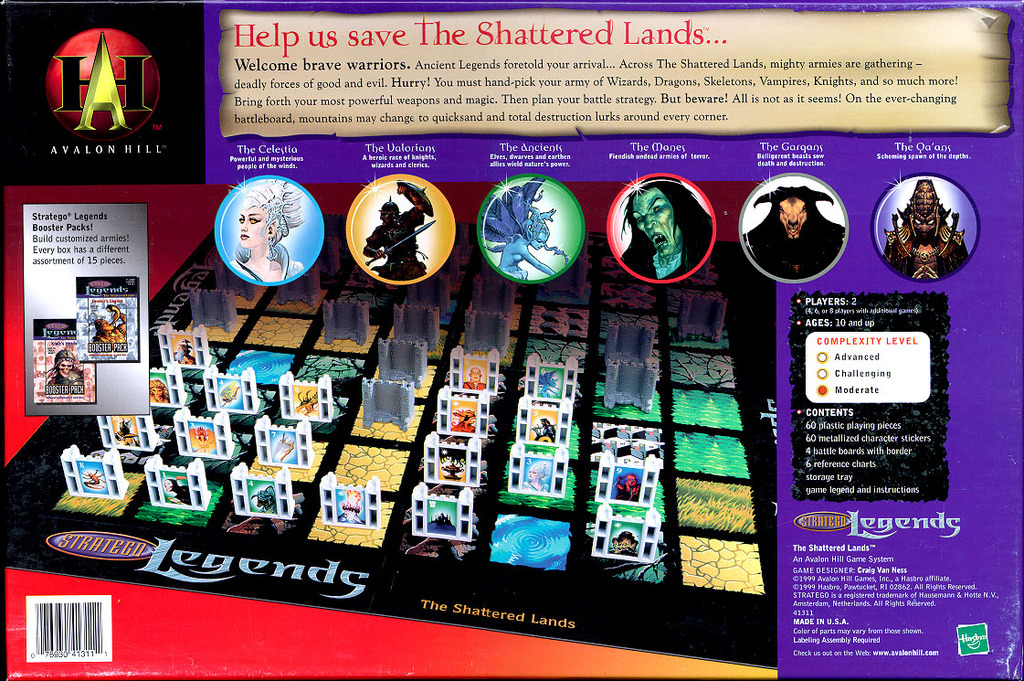 AH
TM
AVALON HILL™
Help us save The Shattered Lands™...
Welcome brave warriors. Ancient Legends foretold your arrival... Across The Shattered Lands, mighty armies are gathering –
deadly forces of good and evil. Hurry! You must hand-pick your army of Wizards, Dragons, Skeletons, Vampires, Knights, and so much more!
Bring forth your most powerful weapons and magic. Then plan your battle strategy. But beware! All is not as it seems! On the ever-changing
battleboard, mountains may change to quicksand and total destruction lurks around every corner.
The Celestia
Powerful and mysterious
people of the winds.
The Valorians
A heroic race of knights,
wizards and clerics.
The Ancients
Elves, dwarves and earthen
allies wield nature's power.
The Manes
Fiendish undead armies of terror.
The Gargans
Belligerent beasts sow
death and destruction.
The Qa'ans
Scheming spawn of the depths.
Stratego® Legends
Booster Packs!
Build customized armies!
Every box has a different
assortment of 15 pieces.
Legends
BOOSTER PACK
Legends
BOOSTER PACK
• PLAYERS: 2
(4, 6, or 8 players with additional games)
• AGES: 10 and up
COMPLEXITY LEVEL
Advanced
Challenging
Moderate
• CONTENTS
60 plastic playing pieces
60 metallized character stickers
4 battle boards with border
6 reference charts
storage tray
game legend and instructions
STRATEGO Legends
The Shattered Lands
STRATEGO Legends
The Shattered Lands™
An Avalon Hill Game System
GAME DESIGNER: Craig Van Ness
©1999 Avalon Hill Games, Inc., a Hasbro affiliate.
©1999 Hasbro, Pawtucket, RI 02862. All Rights Reserved.
STRATEGO is a registered trademark of Hausemann & Hotte N.V.,
Amsterdam, Netherlands. All Rights Reserved.
41311
MADE IN U.S.A.
Color of parts may vary from those shown.
Labeling Assembly Required
Check us out on the Web: www.avalonhill.com
Hasbro
0 76930 41311 1